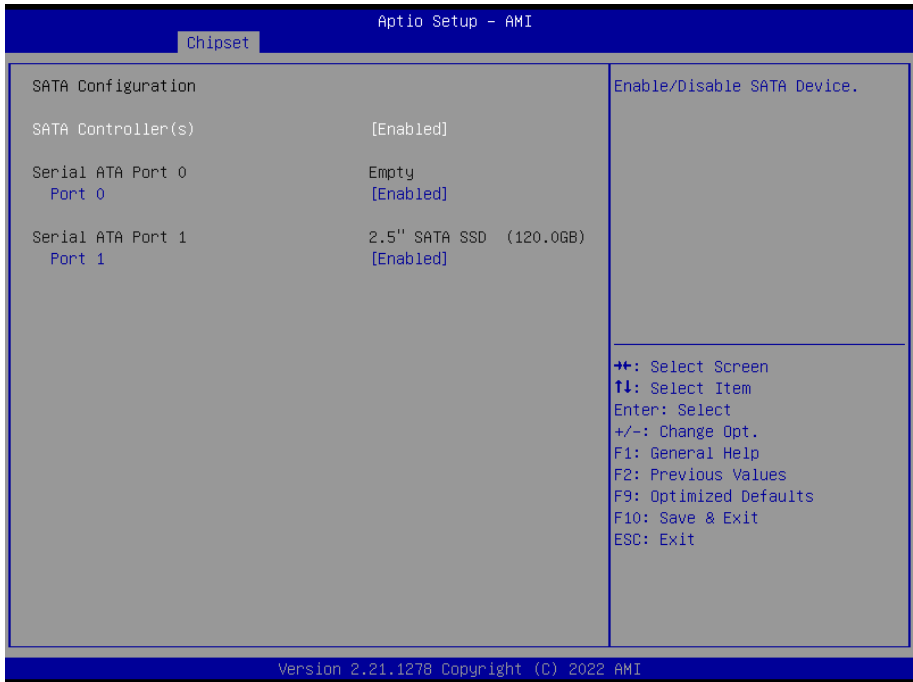 Aptio Setup – AMI
Chipset
SATA Configuration
SATA Controller(s) [Enabled]
Serial ATA Port 0 Empty
Port 0 [Enabled]
Serial ATA Port 1 2.5" SATA SSD (120.0GB)
Port 1 [Enabled]
Enable/Disable SATA Device.
→←: Select Screen
↑↓: Select Item
Enter: Select
+/-: Change Opt.
F1: General Help
F2: Previous Values
F9: Optimized Defaults
F10: Save & Exit
ESC: Exit
Version 2.21.1278 Copyright (C) 2022 AMI